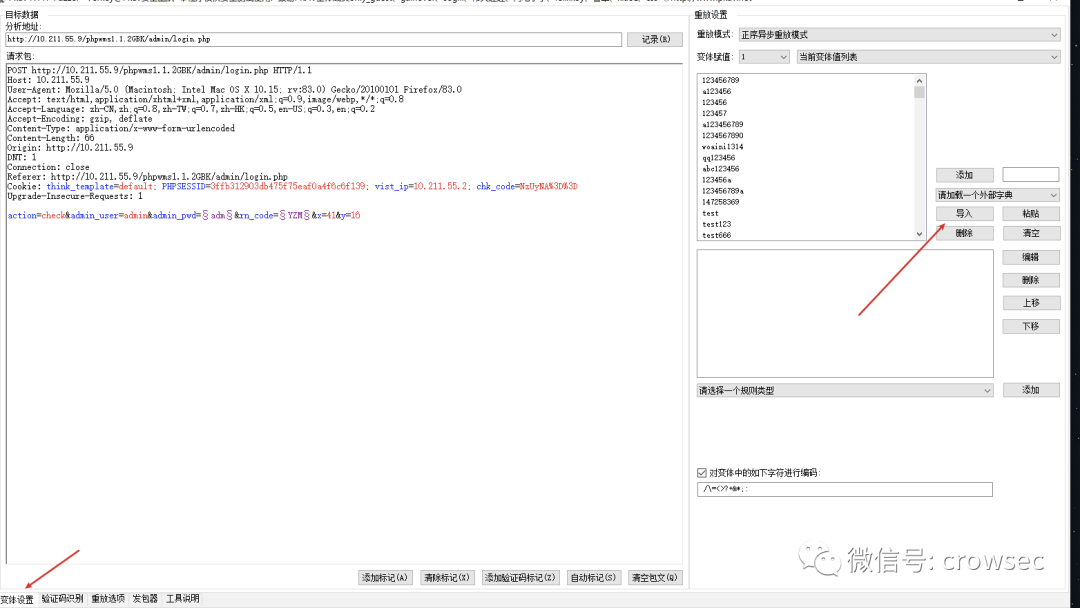 目标数据
分析地址:
http://10.211.55.9/phpwms1.1.2GBK/admin/login.php
记录(R)
请求包:
POST http://10.211.55.9/phpwms1.1.2GBK/admin/login.php HTTP/1.1
Host: 10.211.55.9
User-Agent: Mozilla/5.0 (Macintosh; Intel Mac OS X 10.15; rv:83.0) Gecko/20100101 Firefox/83.0
Accept: text/html,application/xhtml+xml,application/xml;q=0.9,image/webp,*/*;q=0.8
Accept-Language: zh-CN,zh;q=0.8,zh-TW;q=0.7,zh-HK;q=0.5,en-US;q=0.3,en;q=0.2
Accept-Encoding: gzip, deflate
Content-Type: application/x-www-form-urlencoded
Content-Length: 66
Origin: http://10.211.55.9
DNT: 1
Connection: close
Referer: http://10.211.55.9/phpwms1.1.2GBK/admin/login.php
Cookie: think_template=default; PHPSESSID=3ffb312903db475f75eaf0a4f6c6f139; vist_ip=10.211.55.2; chk_code=NzUyNA%3D%3D
Upgrade-Insecure-Requests: 1
action=check&admin_user=admin&admin_pwd=§adm§&rn_code=§YZM§&x=41&y=16
添加标记(A)
清除标记(X)
添加验证码标记(Z)
自动标记(S)
清空包文(Q)
变体设置
验证码识别
重放选项
发包器
工具说明
重放设置
重放模式:
正序异步重放模式
变体赋值:
1
当前变体值列表
123456789
a123456
123456
123457
a123456789
1234567890
woaini1314
qq123456
abc123456
123456a
123456789a
147258369
test
test123
test666
添加
请加载一个外部字典
导入
粘贴
删除
清空
编辑
删除
上移
下移
请选择一个规则类型
添加
对变体中的如下字符进行编码:
微信号: crowsec